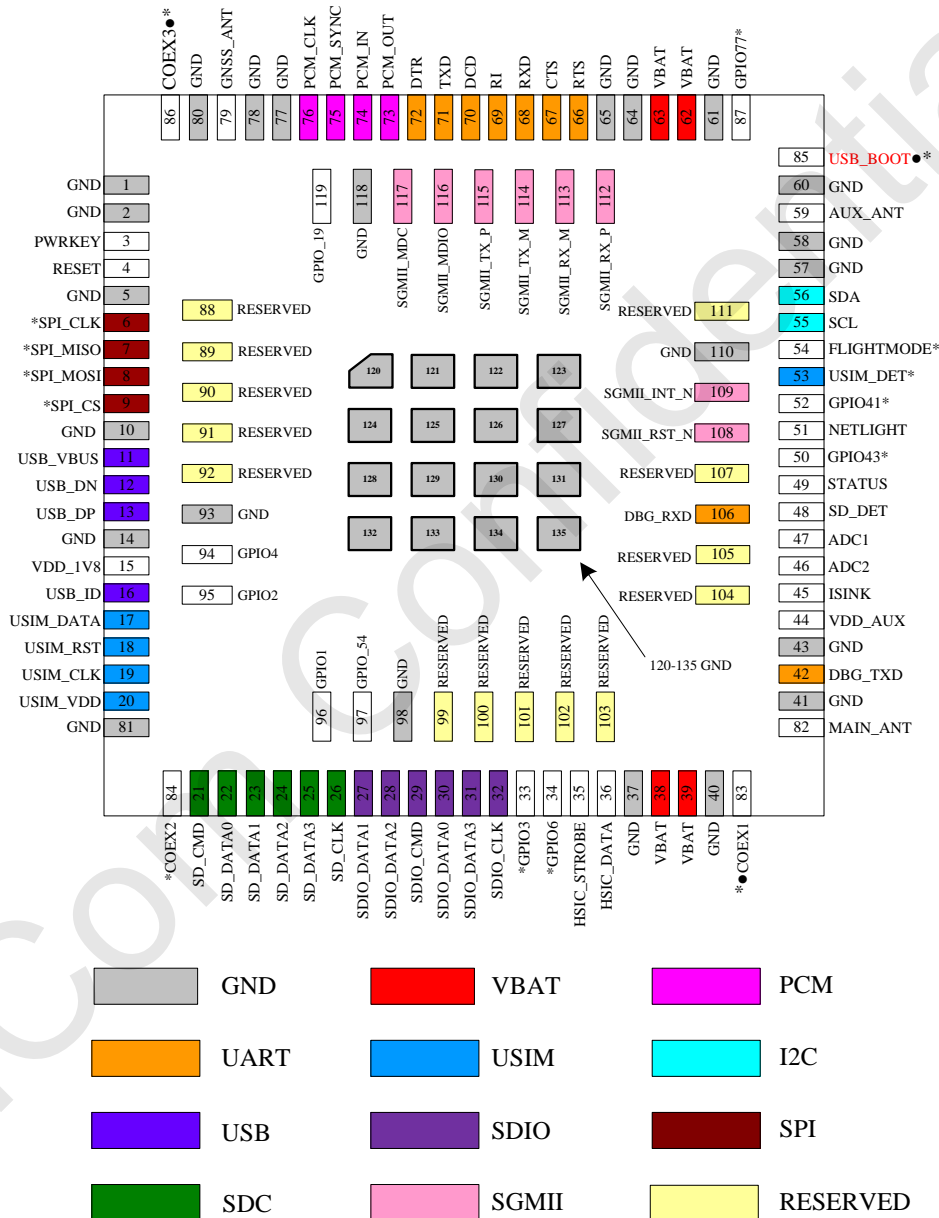 COEX3●*
GND
GNSS_ANT
GND
GND
PCM_CLK
PCM_SYNC
PCM_IN
PCM_OUT
DTR
TXD
DCD
RI
RXD
CTS
RTS
GND
GND
VBAT
VBAT
GND
GPIO77*
86
80
79
78
77
76
75
74
73
72
71
70
69
68
67
66
65
64
63
62
61
87
GND 1
GND 2
PWRKEY 3
RESET 4
GND 5
*SPI_CLK 6
*SPI_MISO 7
*SPI_MOSI 8
*SPI_CS 9
GND 10
USB_VBUS 11
USB_DN 12
USB_DP 13
GND 14
VDD_1V8 15
USB_ID 16
USIM_DATA 17
USIM_RST 18
USIM_CLK 19
USIM_VDD 20
GND 81
119
118
117
116
115
114
113
112
GPIO_19
GND
SGMII_MDC
SGMII_MDIO
SGMII_TX_P
SGMII_TX_M
SGMII_RX_M
SGMII_RX_P
88 RESERVED
89 RESERVED
90 RESERVED
91 RESERVED
92 RESERVED
93 GND
94 GPIO4
95 GPIO2
120 121 122 123
124 125 126 127
128 129 130 131
132 133 134 135
120-135 GND
RESERVED 111
GND 110
SGMII_INT_N 109
SGMII_RST_N 108
RESERVED 107
DBG_RXD 106
RESERVED 105
RESERVED 104
85 USB_BOOT●*
60 GND
59 AUX_ANT
58 GND
57 GND
56 SDA
55 SCL
54 FLIGHTMODE*
53 USIM_DET*
52 GPIO41*
51 NETLIGHT
50 GPIO43*
49 STATUS
48 SD_DET
47 ADC1
46 ADC2
45 ISINK
44 VDD_AUX
43 GND
42 DBG_TXD
41 GND
82 MAIN_ANT
GPIO1
GPIO_54
GND
RESERVED
RESERVED
RESERVED
RESERVED
RESERVED
96
97
98
99
100
101
102
103
84
21
22
23
24
25
26
27
28
29
30
31
32
33
34
35
36
37
38
39
40
83
*COEX2
SD_CMD
SD_DATA0
SD_DATA1
SD_DATA2
SD_DATA3
SD_CLK
SDIO_DATA1
SDIO_DATA2
SDIO_CMD
SDIO_DATA0
SDIO_DATA3
SDIO_CLK
*GPIO3
*GPIO6
HSIC_STROBE
HSIC_DATA
GND
VBAT
VBAT
GND
*●COEX1
GND VBAT PCM
UART USIM I2C
USB SDIO SPI
SDC SGMII RESERVED
Com Confidentia